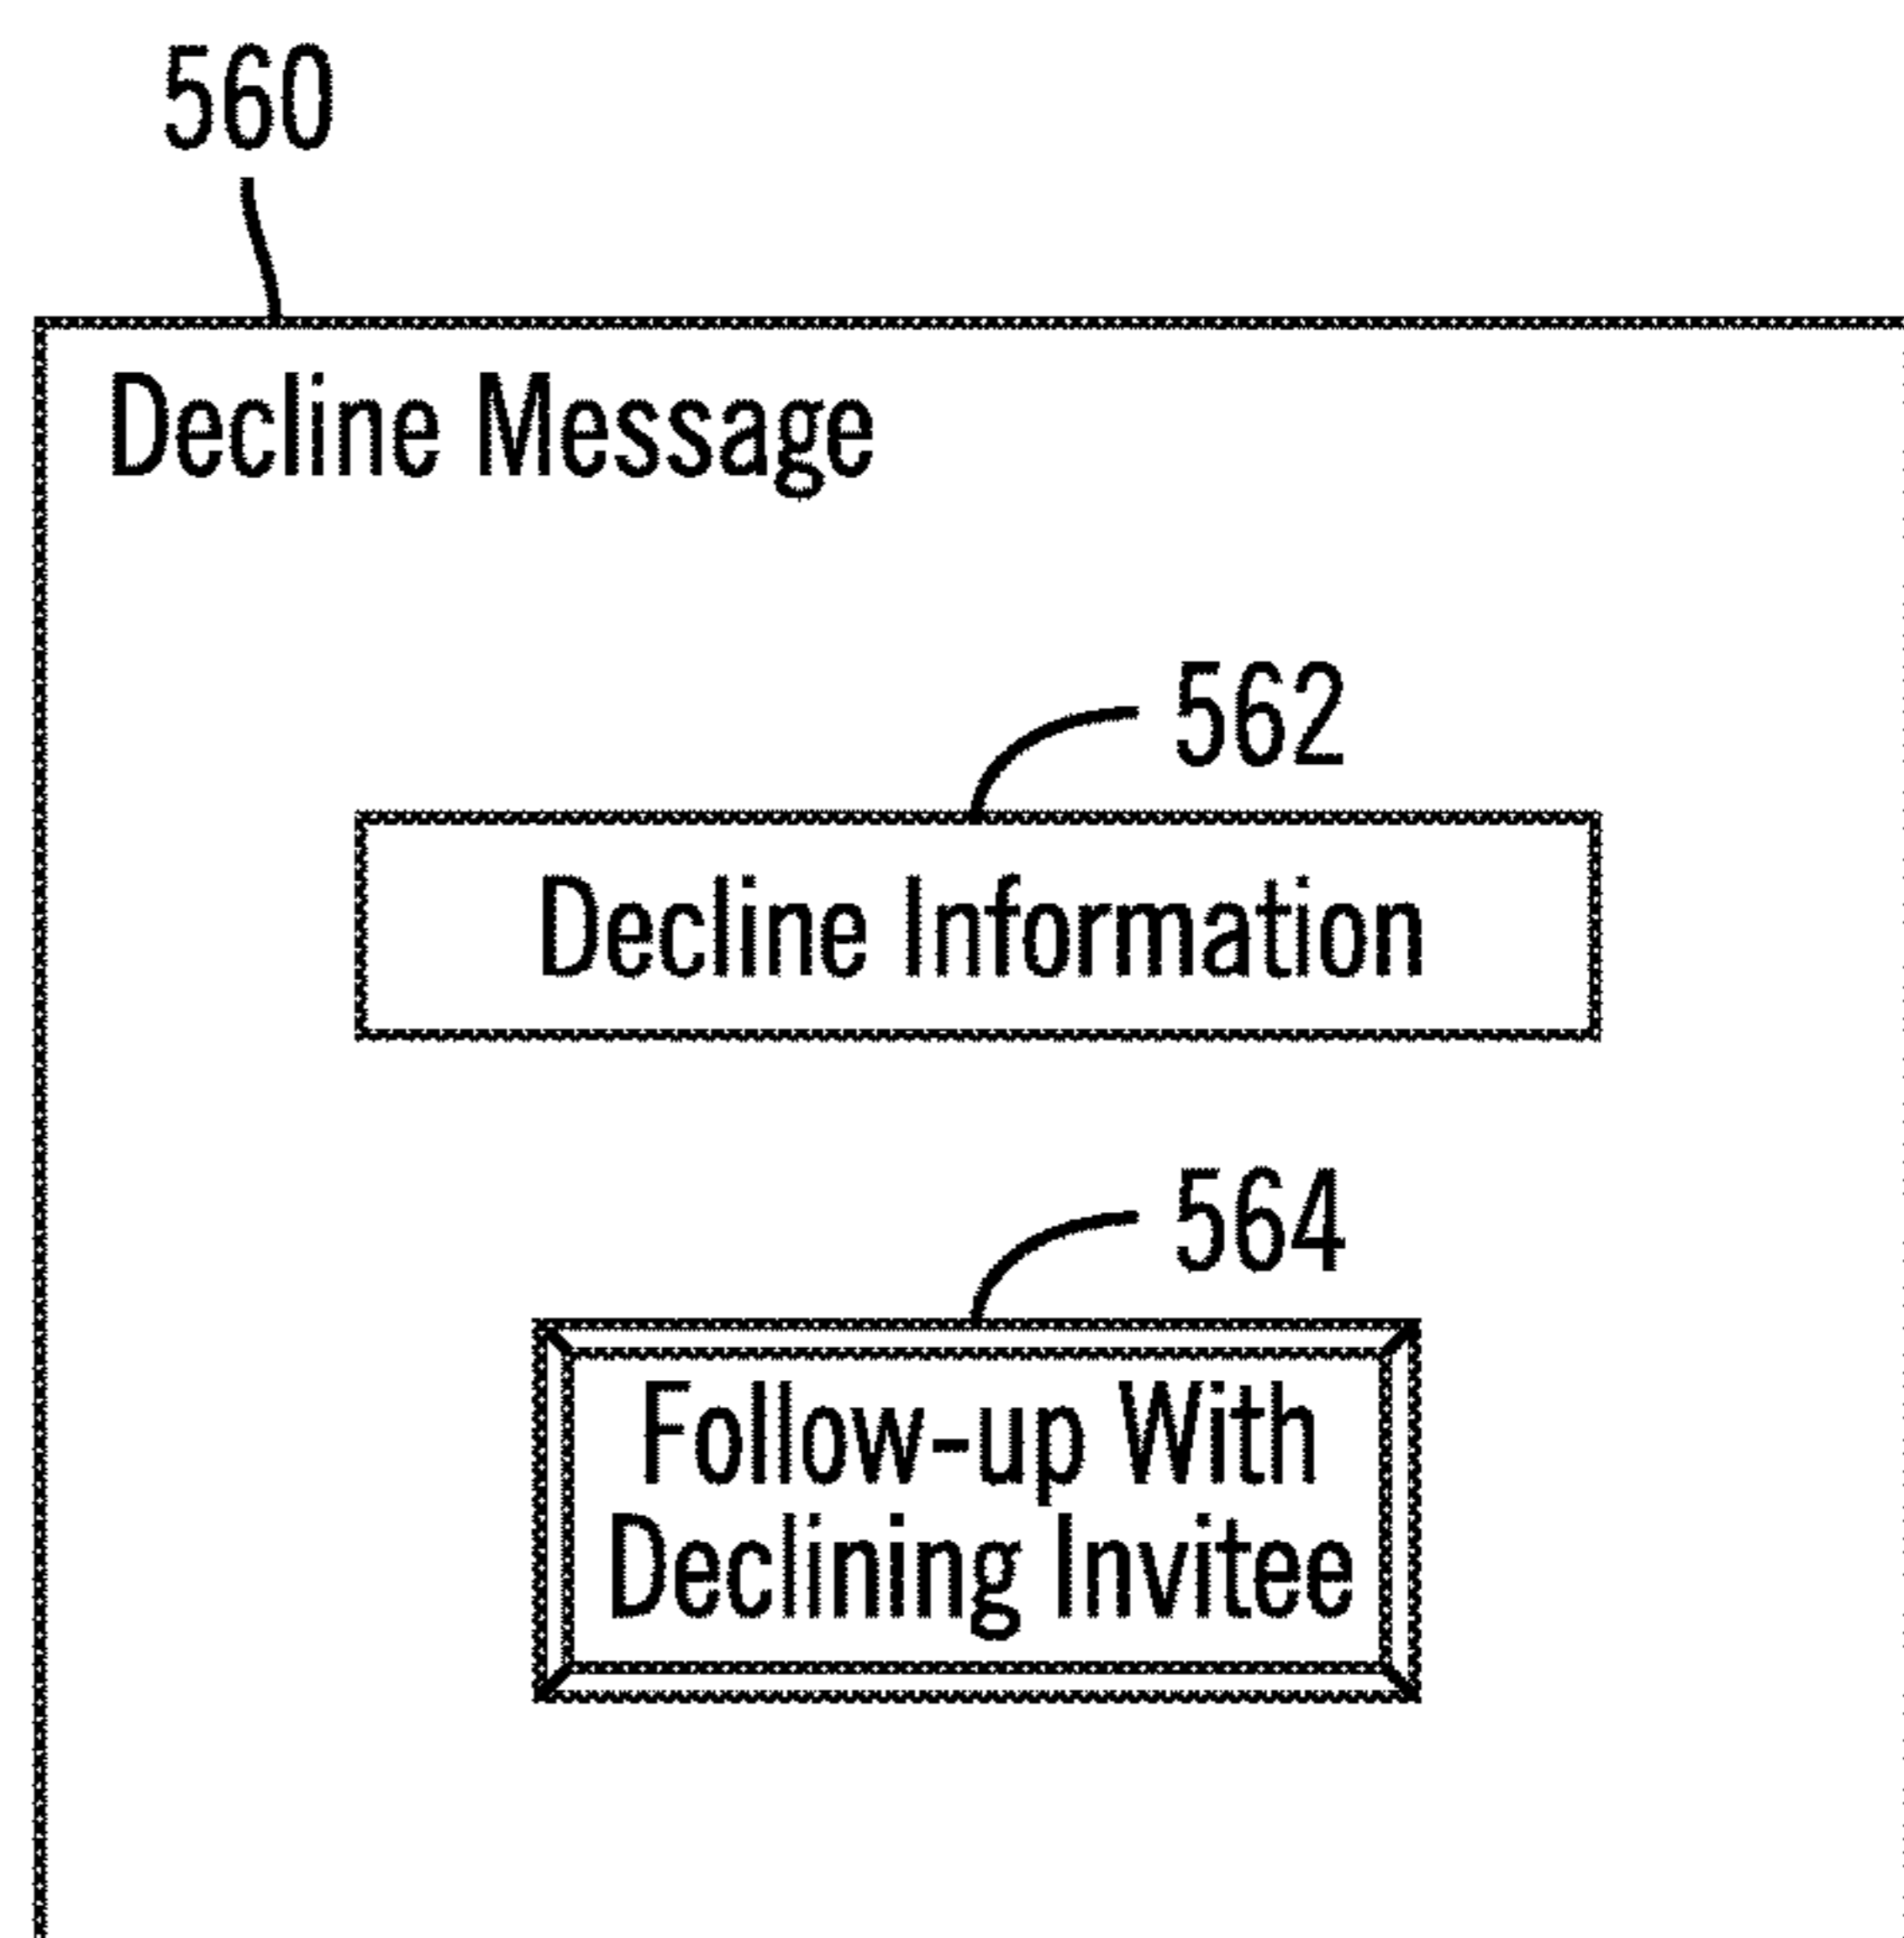 560
Decline Message
562
Decline Information
564
Follow-up With
Declining Invitee